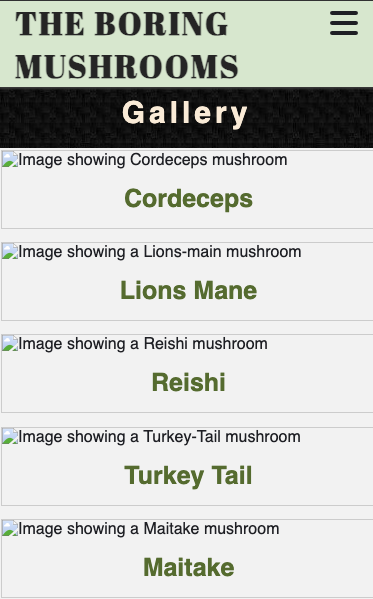 THE BORING
MUSHROOMS
Gallery
Image showing Cordeceps mushroom
Cordeceps
Image showing a Lions-main mushroom
Lions Mane
Image showing a Reishi mushroom
Reishi
Image showing a Turkey-Tail mushroom
Turkey Tail
Image showing a Maitake mushroom
Maitake